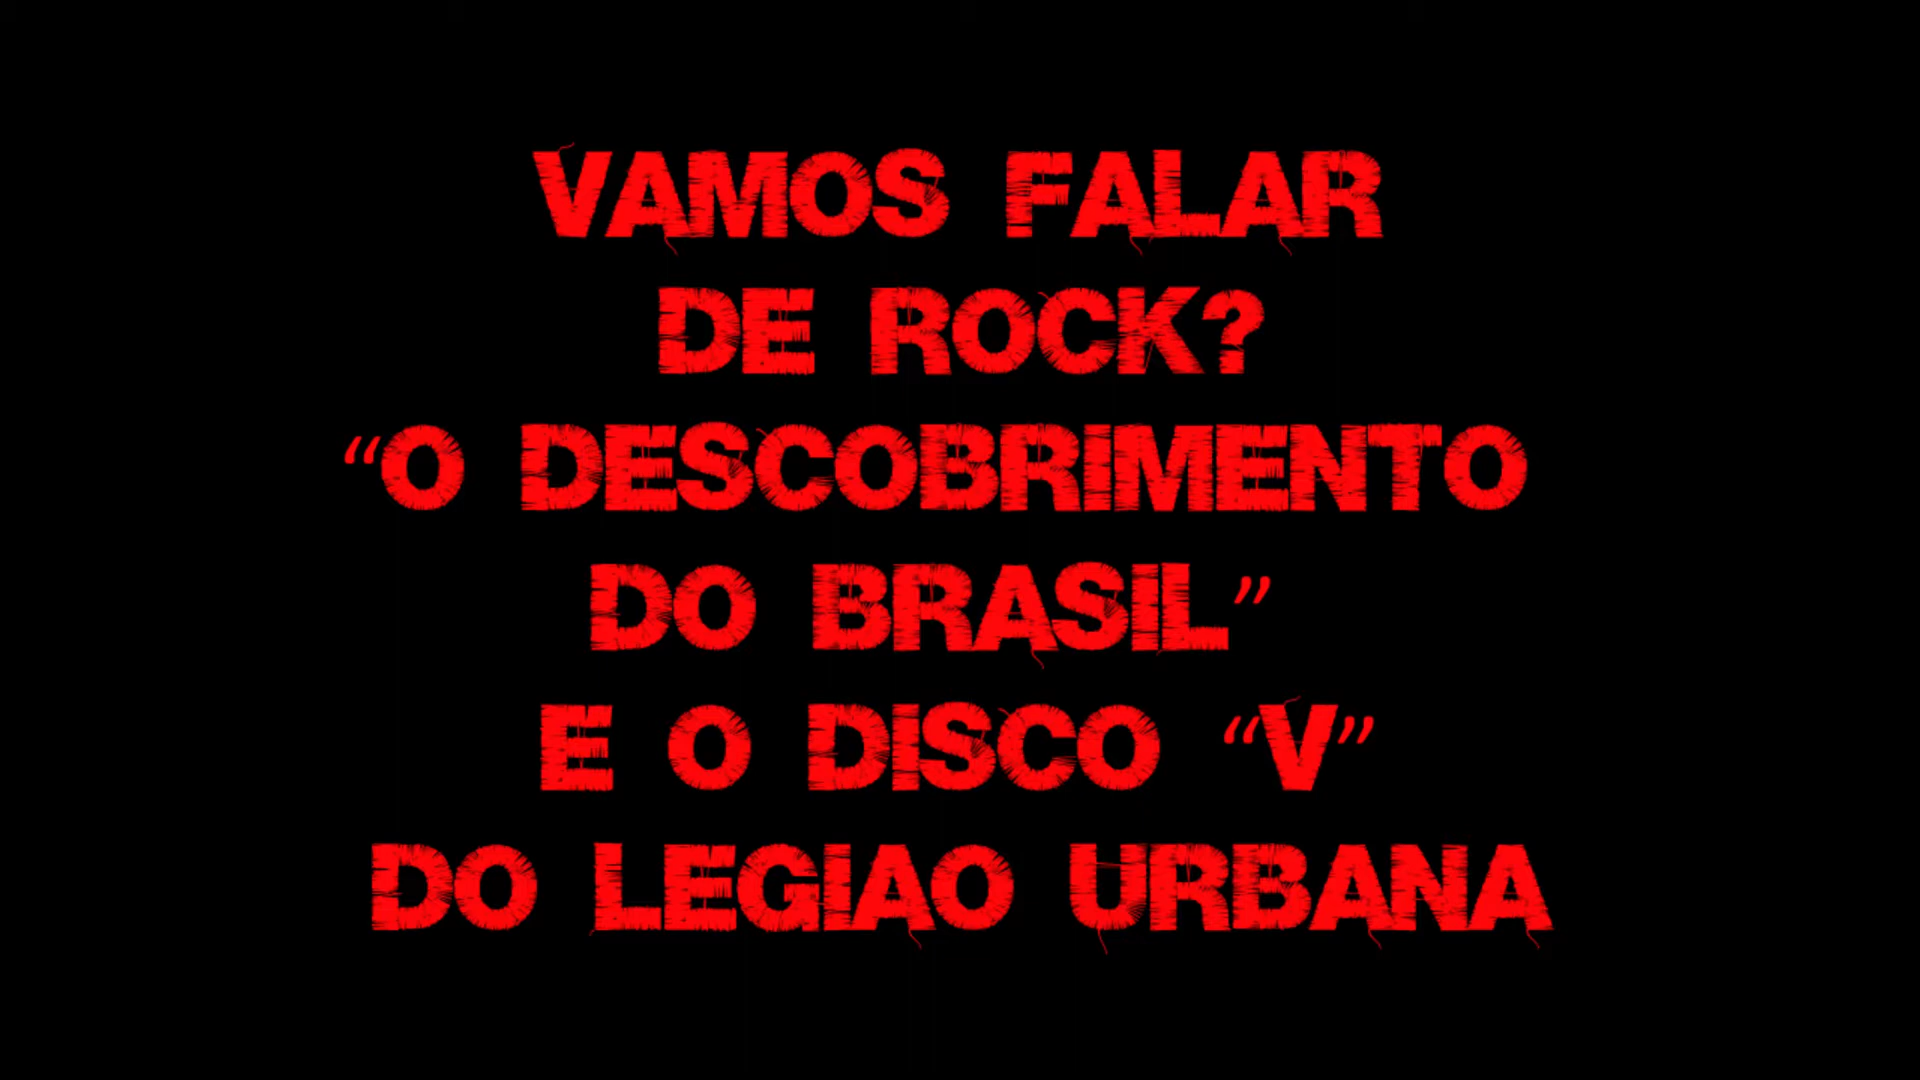 VAMOS FALAR
DE ROCK?
“O DESCOBRIMENTO
DO BRASIL”
E O DISCO “V”
DO LEGIAO URBANA